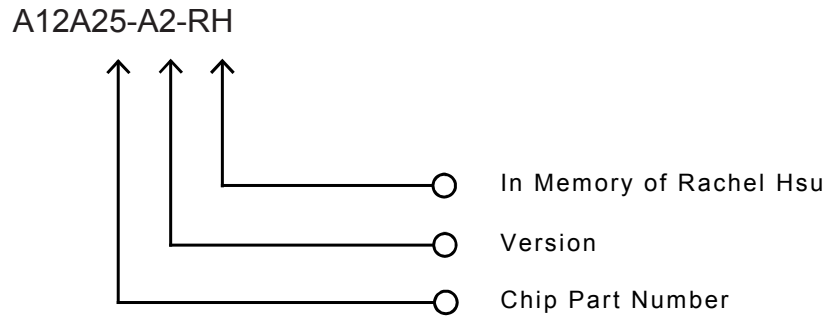 A12A25-A2-RH
In Memory of Rachel Hsu
Version
Chip Part Number